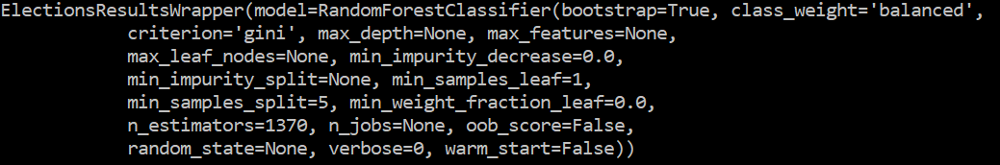 ElectionsResultsWrapper(model=RandomForestClassifier(bootstrap=True, class_weight='balanced',
criterion='gini', max_depth=None, max_features=None,
max_leaf_nodes=None, min_impurity_decrease=0.0,
min_impurity_split=None, min_samples_leaf=1,
min_samples_split=5, min_weight_fraction_leaf=0.0,
n_estimators=1370, n_jobs=None, oob_score=False,
random_state=None, verbose=0, warm_start=False))